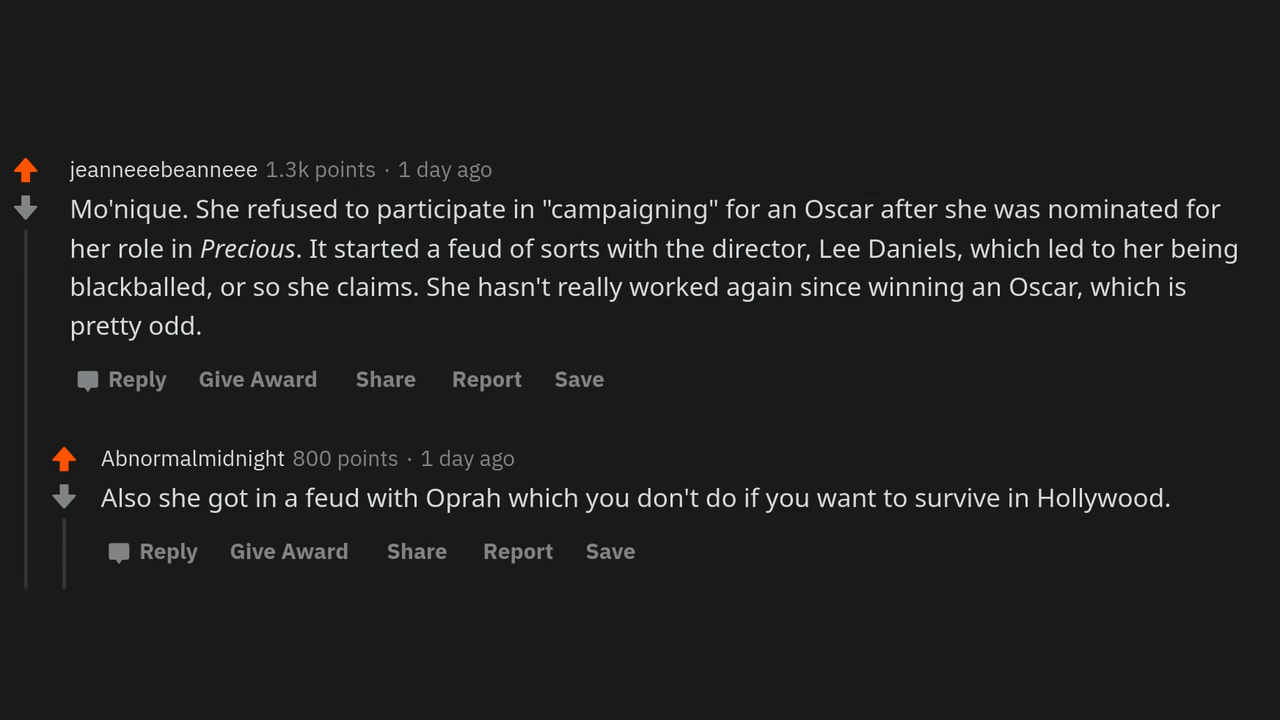 jeanneeebeanneee 1.3k points · 1 day ago
Mo'nique. She refused to participate in "campaigning" for an Oscar after she was nominated for
her role in Precious. It started a feud of sorts with the director, Lee Daniels, which led to her being
blackballed, or so she claims. She hasn't really worked again since winning an Oscar, which is
pretty odd.
Reply Give Award Share Report Save
Abnormalmidnight 800 points · 1 day ago
Also she got in a feud with Oprah which you don't do if you want to survive in Hollywood.
Reply Give Award Share Report Save